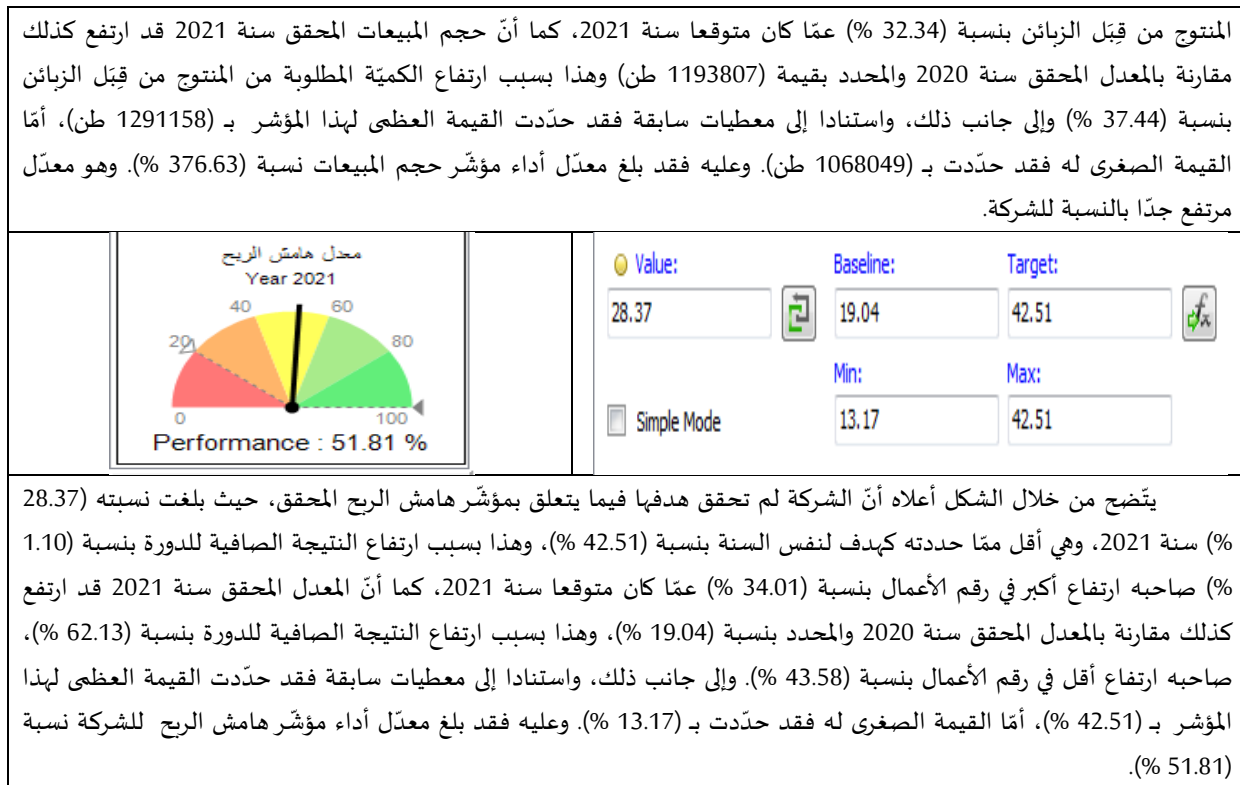 المنتوج من قِبَل الزبائن بنسبة (32.34 %) عمّا كان متوقعا سنة 2021، كما أنّ حجم المبيعات المحقق سنة 2021 قد ارتفع كذلك
مقارنة بالمعدل المحقق سنة 2020 والمحدد بقيمة (1193807 طن) وهذا بسبب ارتفاع الكميّة المطلوبة من المنتوج من قِبَل الزبائن
بنسبة (37.44 %) وإلى جانب ذلك، واستنادا إلى معطيات سابقة فقد حدّدت القيمة العظمى لهذا المؤشر بـ (1291158 طن)، أمّا
القيمة الصغرى له فقد حدّدت بـ (1068049 طن). وعليه فقد بلغ معدّل أداء مؤشّر حجم المبيعات نسبة (376.63 %). وهو معدّل
مرتفع جدّا بالنسبة للشركة.
معدل هامش الربح
Year 2021
40 60
20 80
0 100
Performance : 51.81 %
Value: Baseline: Target:
28.37 19.04 42.51
Min: Max:
Simple Mode 13.17 42.51
يتّضح من خلال الشكل أعلاه أنّ الشركة لم تحقق هدفها فيما يتعلق بمؤشّر هامش الربح المحقق، حيث بلغت نسبته (28.37
%) سنة 2021، وهي أقل ممّا حددته كهدف لنفس السنة بنسبة (42.51 %)، وهذا بسبب ارتفاع النتيجة الصافية للدورة بنسبة (1.10
%) صاحبه ارتفاع أكبر في رقم الأعمال بنسبة (34.01 %) عمّا كان متوقعا سنة 2021، كما أنّ المعدل المحقق سنة 2021 قد ارتفع
كذلك مقارنة بالمعدل المحقق سنة 2020 والمحدد بنسبة (19.04 %)، وهذا بسبب ارتفاع النتيجة الصافية للدورة بنسبة (62.13 %)،
صاحبه ارتفاع أقل في رقم الأعمال بنسبة (43.58 %). وإلى جانب ذلك، واستنادا إلى معطيات سابقة فقد حدّدت القيمة العظمى لهذا
المؤشر بـ (42.51 %)، أمّا القيمة الصغرى له فقد حدّدت بـ (13.17 %). وعليه فقد بلغ معدّل أداء مؤشّر هامش الربح للشركة نسبة
(51.81 %).